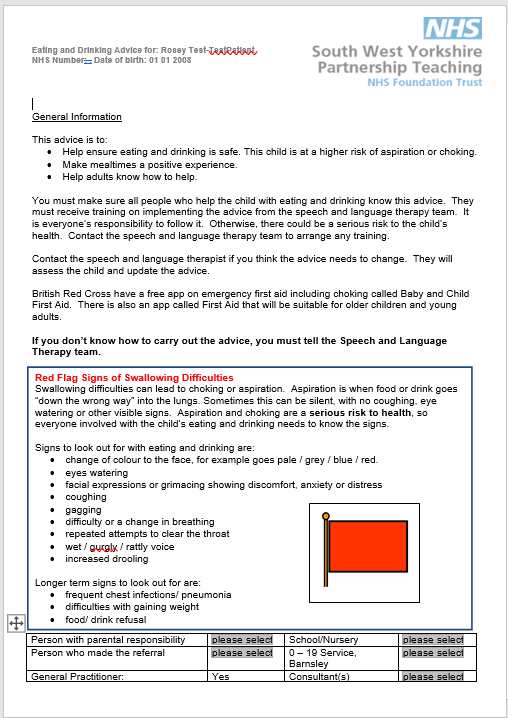 NHS
South West Yorkshire
Partnership Teaching
NHS Foundation Trust
Eating and Drinking Advice for: Rosey Test-TestPatient
NHS Number:- Date of birth: 01 01 2008
General Information
This advice is to:
• Help ensure eating and drinking is safe. This child is at a higher risk of aspiration or choking.
• Make mealtimes a positive experience.
• Help adults know how to help.
You must make sure all people who help the child with eating and drinking know this advice. They
must receive training on implementing the advice from the speech and language therapy team. It
is everyone's responsibility to follow it. Otherwise, there could be a serious risk to the child's
health. Contact the speech and language therapy team to arrange any training.
Contact the speech and language therapist if you think the advice needs to change. They will
assess the child and update the advice.
British Red Cross have a free app on emergency first aid including choking called Baby and Child
First Aid. There is also an app called First Aid that will be suitable for older children and young
adults.
If you don't know how to carry out the advice, you must tell the Speech and Language
Therapy team.
Red Flag Signs of Swallowing Difficulties
Swallowing difficulties can lead to choking or aspiration. Aspiration is when food or drink goes
"down the wrong way" into the lungs. Sometimes this can be silent, with no coughing, eye
watering or other visible signs. Aspiration and choking are a serious risk to health, so
everyone involved with the child's eating and drinking needs to know the signs.
Signs to look out for with eating and drinking are:
• change of colour to the face, for example goes pale / grey / blue / red.
• eyes watering
• facial expressions or grimacing showing discomfort, anxiety or distress
• coughing
• gagging
• difficulty or a change in breathing
• repeated attempts to clear the throat
• wet / gurgly / rattly voice
• increased drooling
Longer term signs to look out for are:
• frequent chest infections/ pneumonia
• difficulties with gaining weight
• food/ drink refusal
Person with parental responsibility please select School/Nursery please select
Person who made the referral please select 0 – 19 Service, please select
Barnsley
General Practitioner: Yes Consultant(s) please select